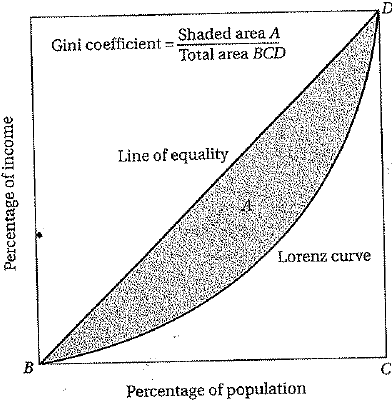 D
Gini coefficient = Shaded area A / Total area BCD
Line of equality
Percentage of income
A
Lorenz curve
B
C
Percentage of population